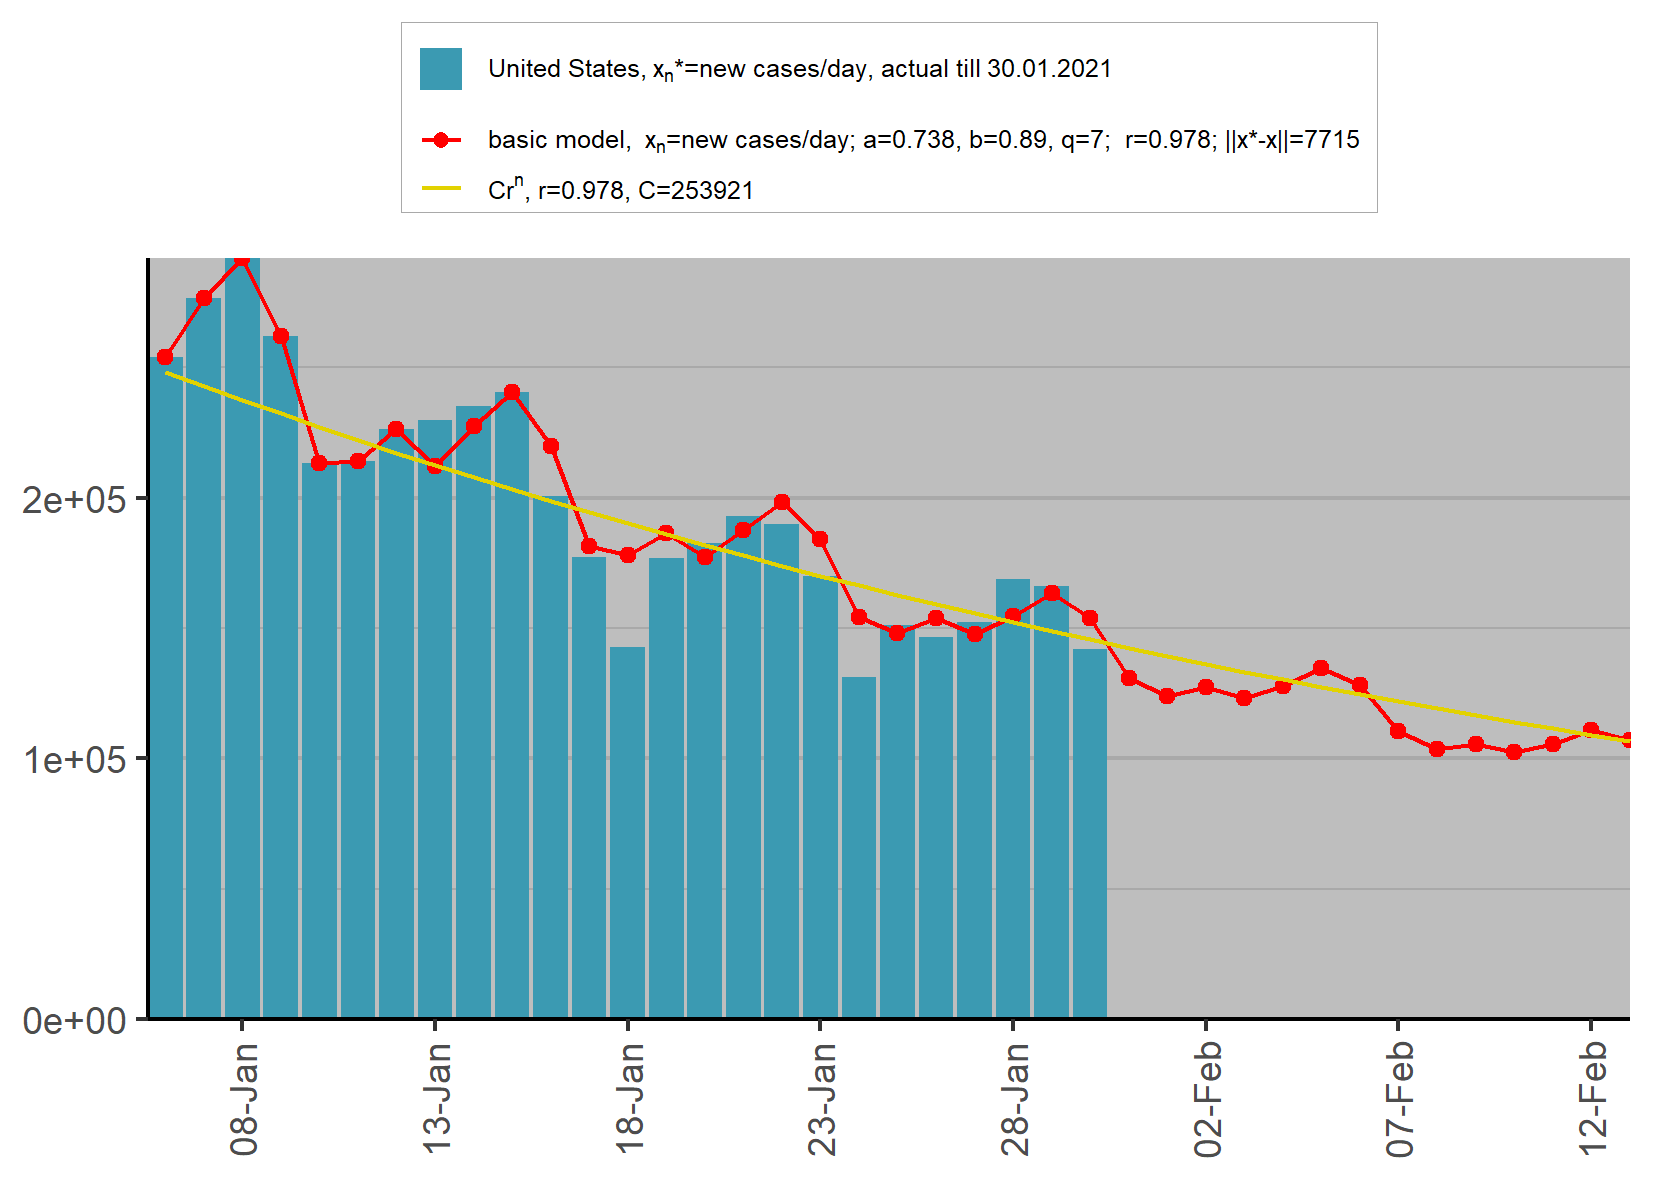 United States, xn*=new cases/day, actual till 30.01.2021
basic model,  xn=new cases/day; a=0.738, b=0.89, q=7;  r=0.978; ||x*-x||=7715
Crn, r=0.978, C=253921
2e+05
1e+05
0e+00
08-Jan
13-Jan
18-Jan
23-Jan
28-Jan
02-Feb
07-Feb
12-Feb